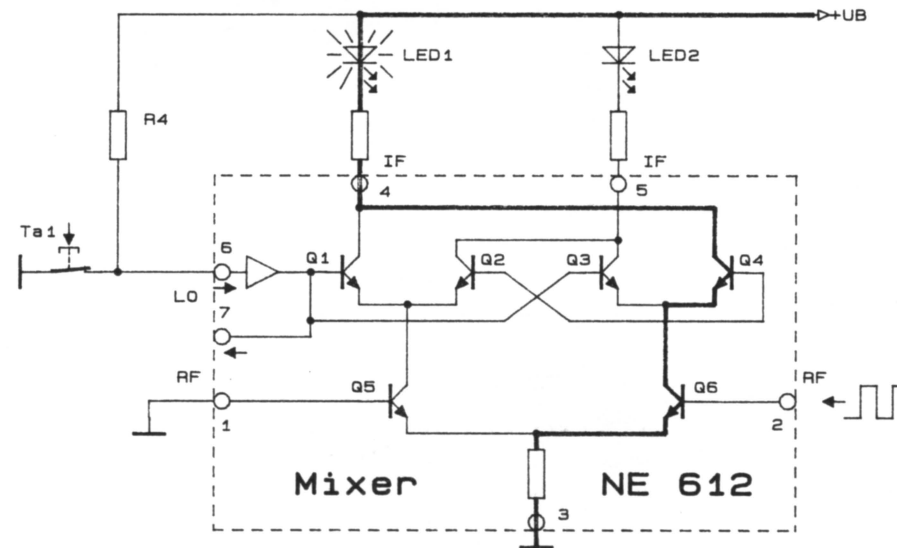 +UB
LED1
LED2
R4
IF
IF
4
5
Ta1
6
Q1
Q2
Q3
Q4
LO
7
RF
Q5
Q6
RF
1
2
Mixer
NE 612
3